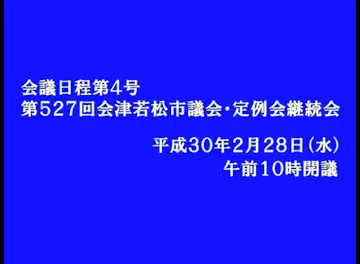 会議日程第4号
第527回会津若松市議会・定例会継続会
平成30年2月28日(水)
午前10時開議